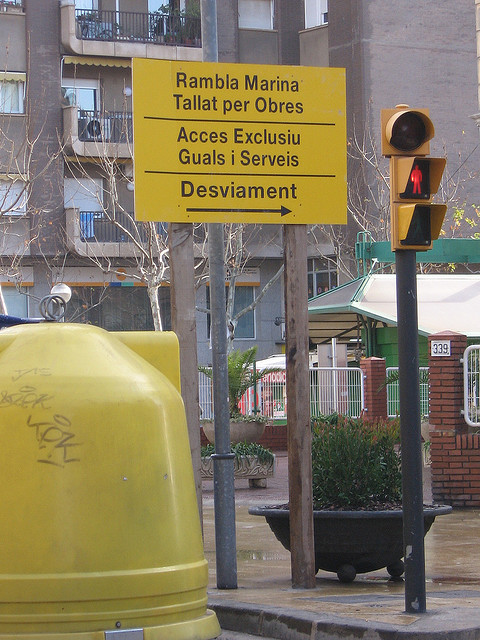 Rambla Marina
Tallat per Obres
Acces Exclusiu
Guals i Serveis
Desviament
339